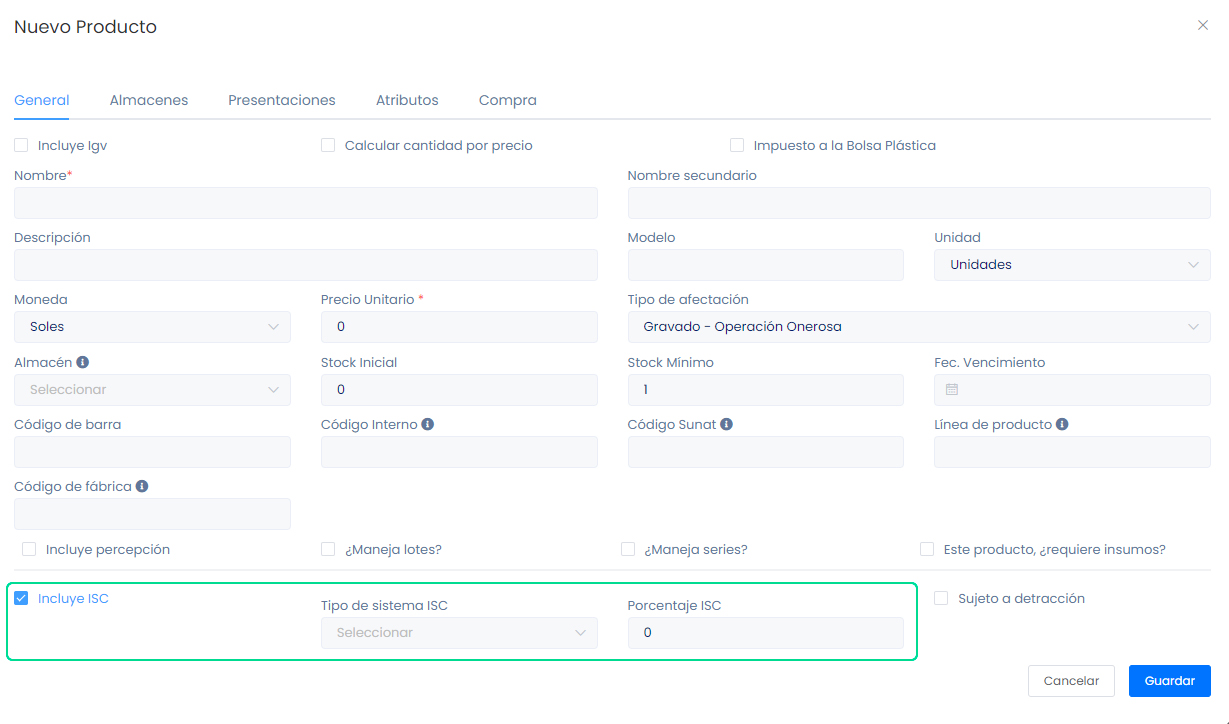 Nuevo Producto
General Almacenes Presentaciones Atributos Compra
Incluye Igv Calcular cantidad por precio Impuesto a la Bolsa Plástica
Nombre* Nombre secundario
Descripción Modelo Unidad
Unidades
Moneda Precio Unitario * Tipo de afectación
Soles 0 Gravado - Operación Onerosa
Almacén Stock Inicial Stock Mínimo Fec. Vencimiento
Seleccionar 0 1
Código de barra Código Interno Código Sunat Línea de producto
Código de fábrica
Incluye percepción ¿Maneja lotes? ¿Maneja series? Este producto, ¿requiere insumos?
Incluye ISC Tipo de sistema ISC Porcentaje ISC Sujeto a detracción
Seleccionar 0
Cancelar Guardar